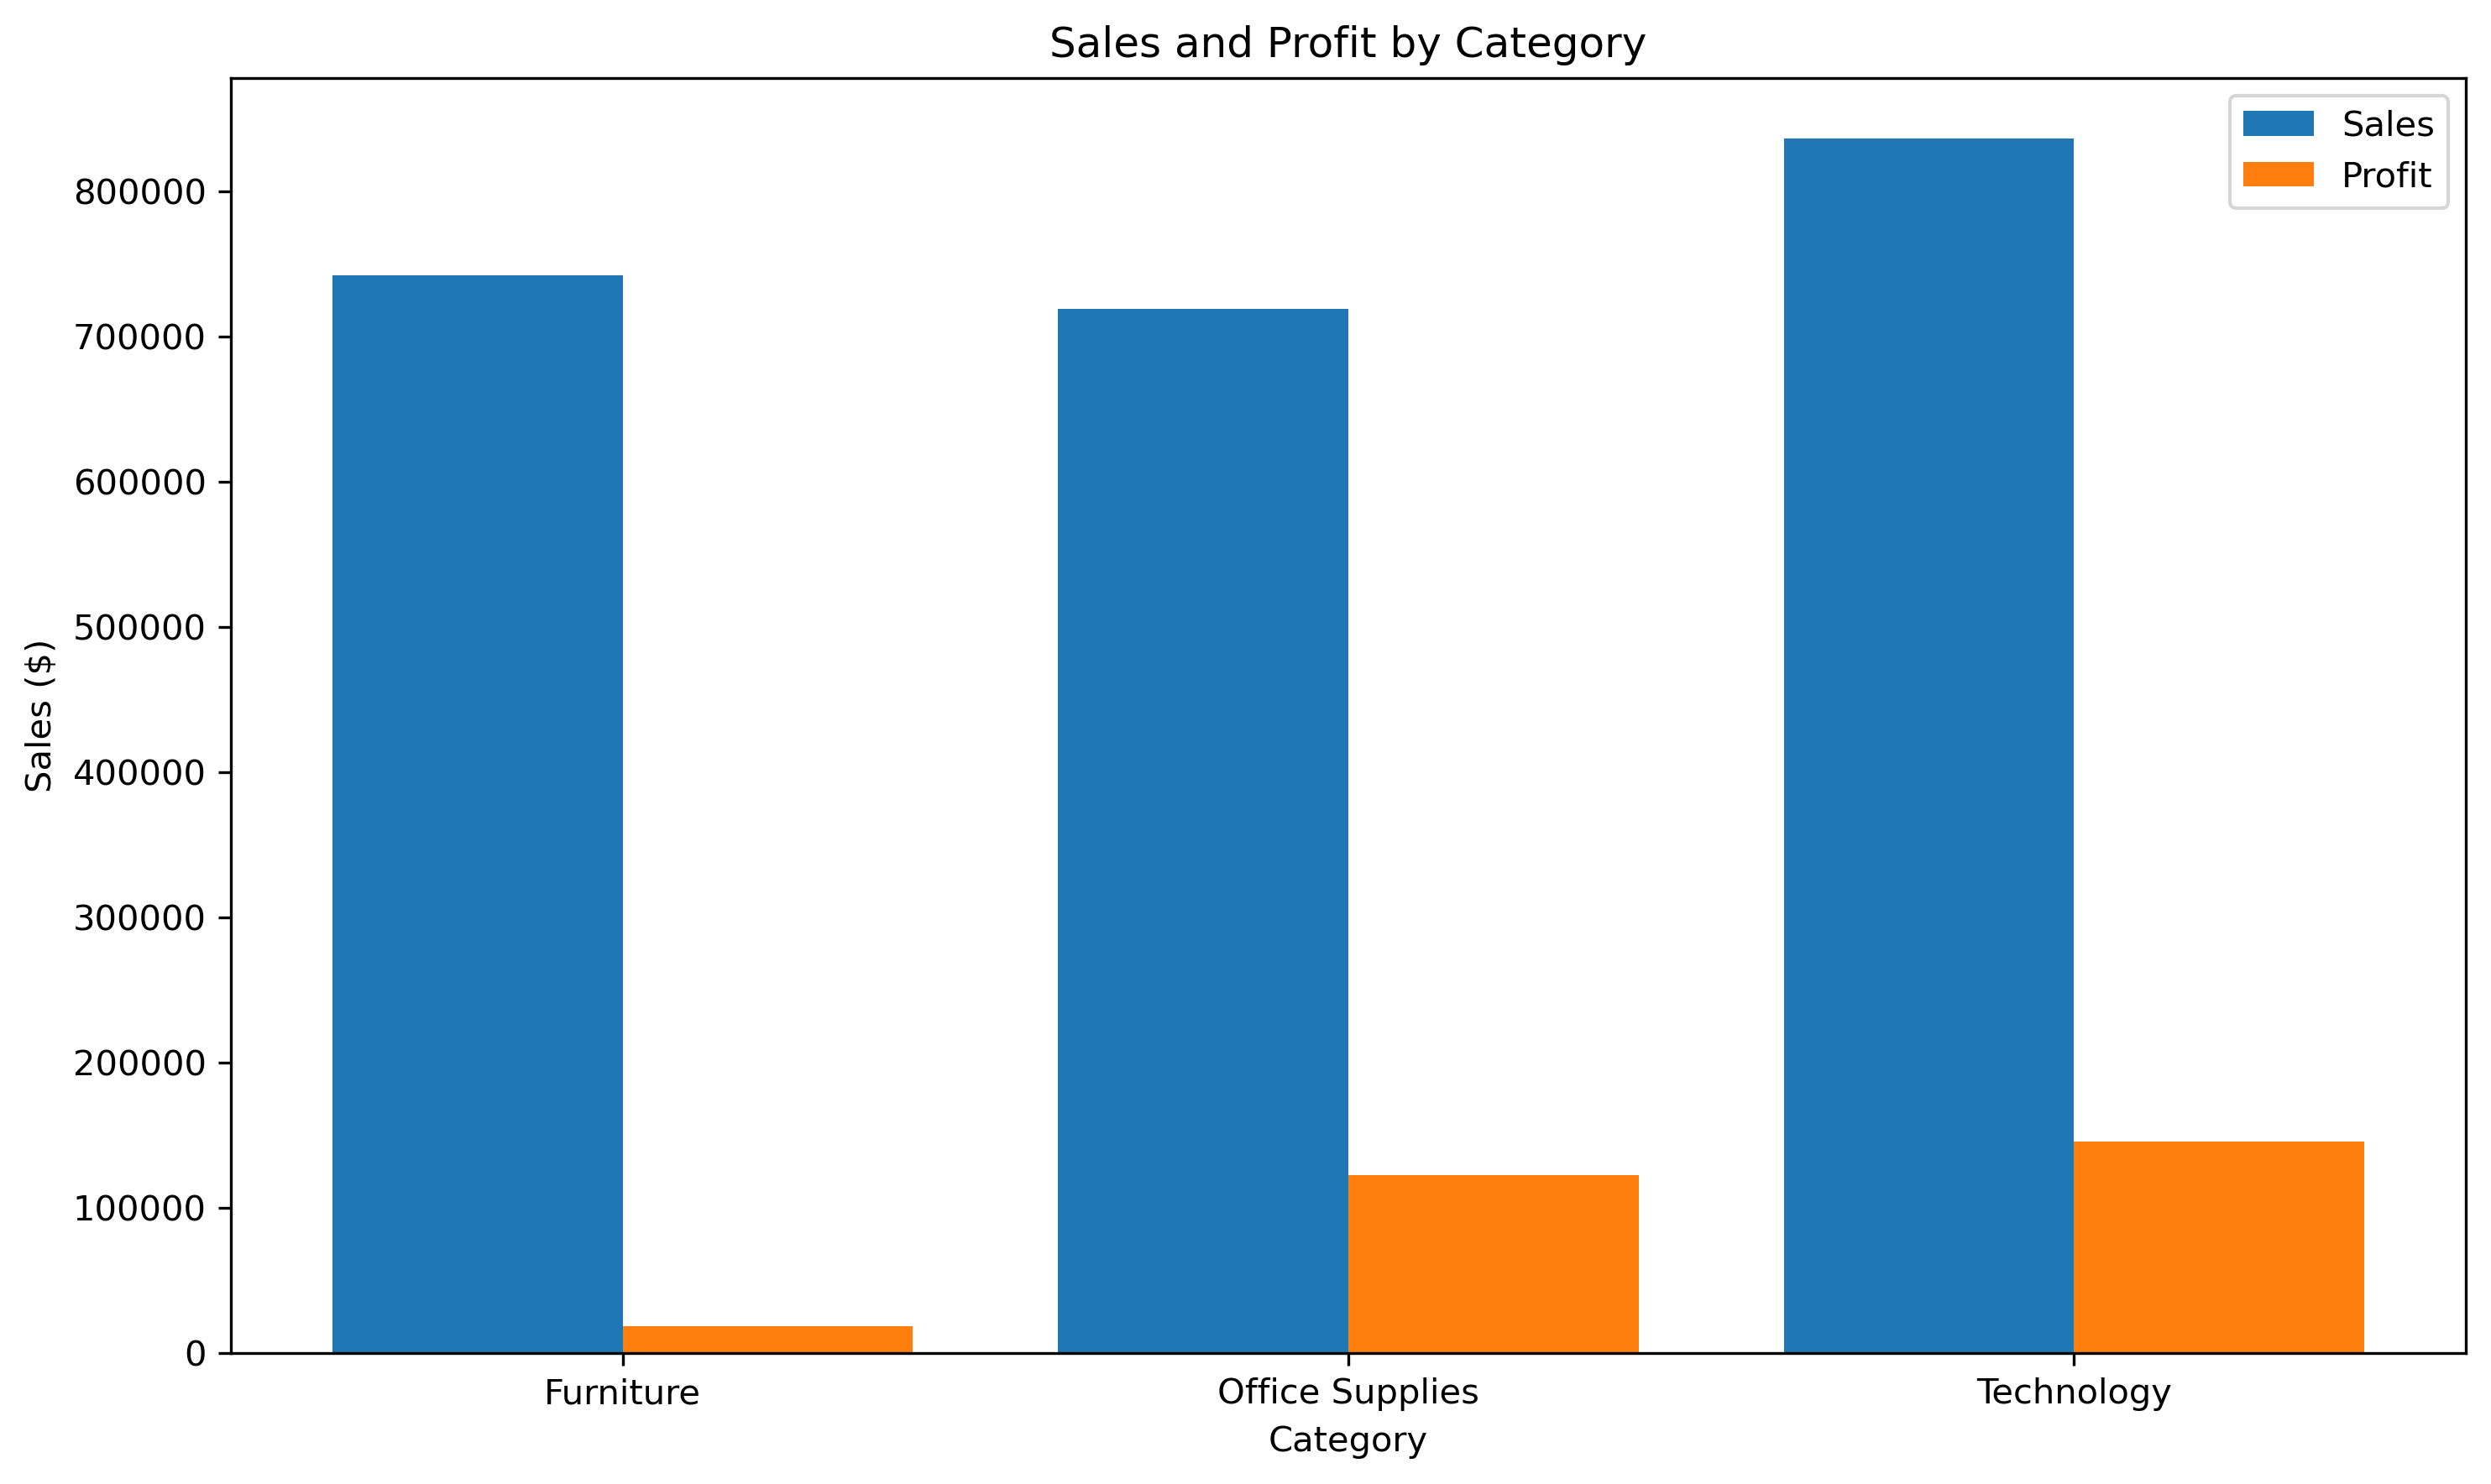 Sales and Profit by Category
Sales
Profit
800000
700000
600000
500000
400000
300000
200000
100000
0
Sales ($)
Furniture
Office Supplies
Technology
Category